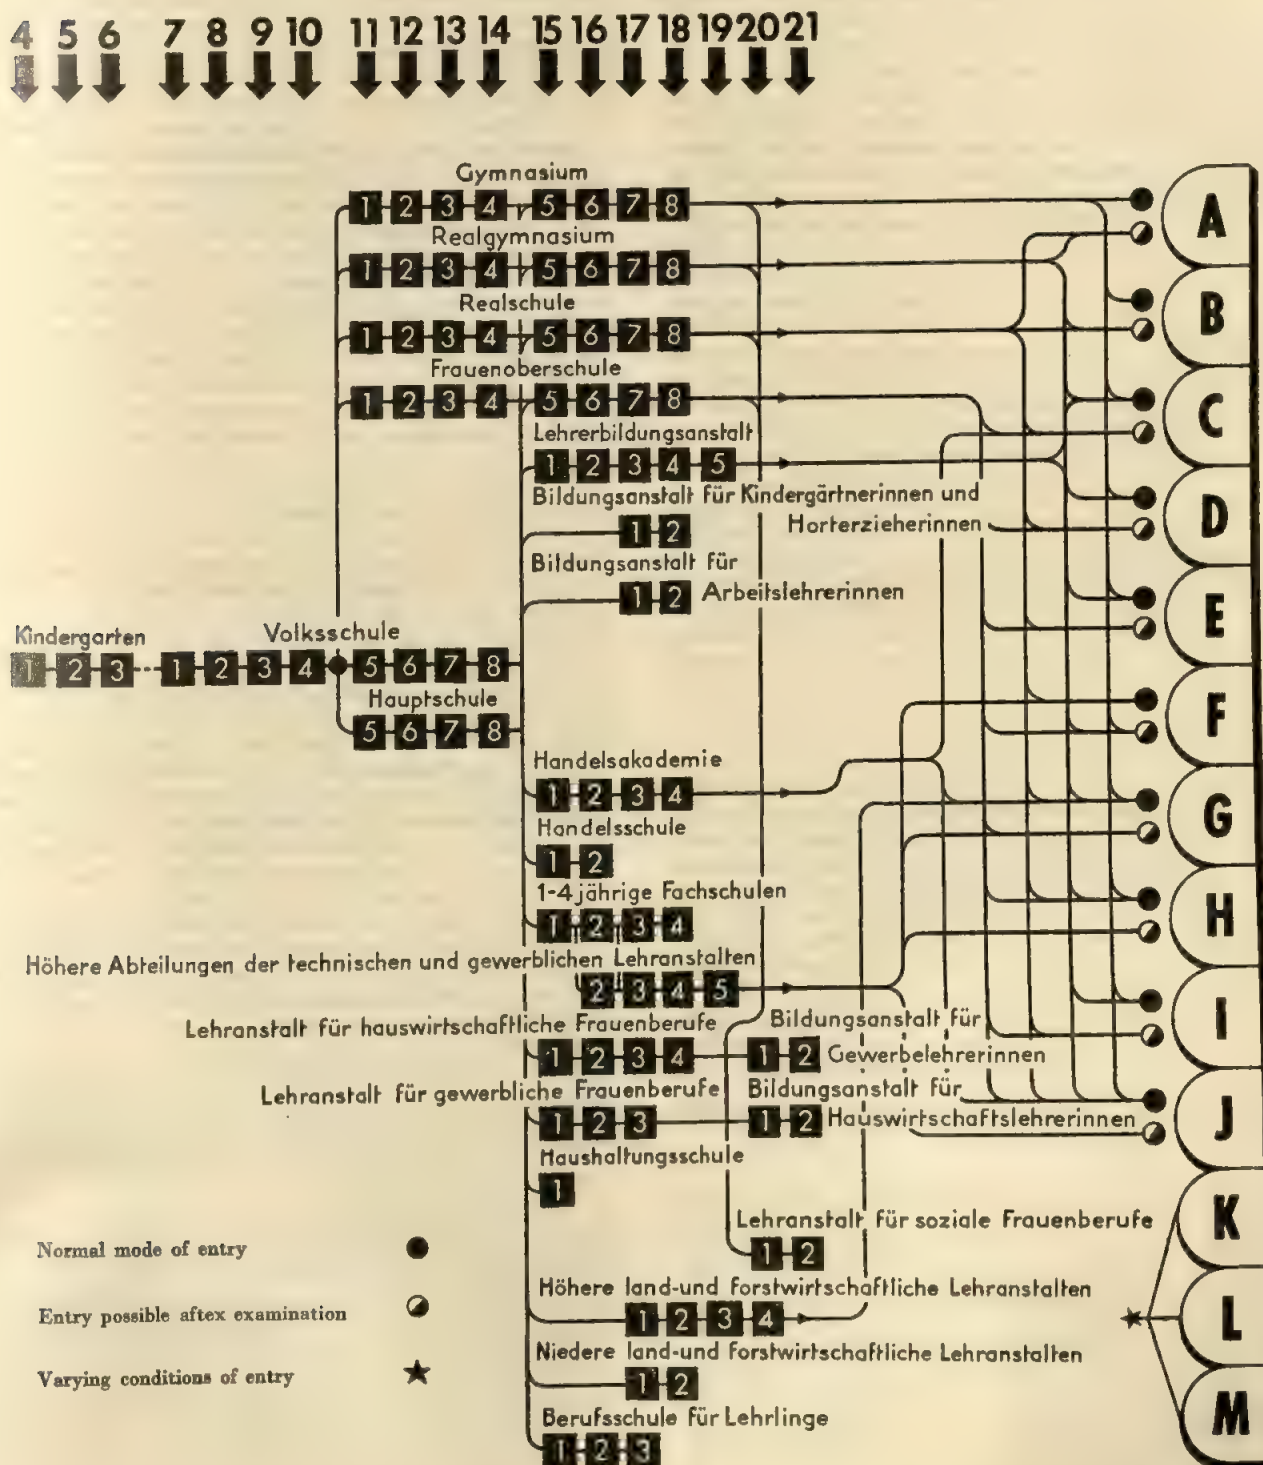 4 5 6 7 8 9 10 11 12 13 14 15 16 17 18 19 20 21
Gymnasium
1 2 3 4 5 6 7 8
A
Realgymnasium
1 2 3 4 5 6 7 8
Realschule
B
1 2 3 4 5 6 7 8
Frauenoberschule
1 2 3 4 5 6 7 8
C
Lehrerbildungsanstalt
1 2 3 4 5
Bildungsanstalt für Kindergärtnerinnen und
Horterzieherinnen
D
1 2
Bildungsanstalt für
Arbeitslehrerinnen
1 2
E
Kindergarten
Volksschule
1 2 3 1 2 3 4 5 6 7 8
Hauptschule
5 6 7 8
F
Handelsakademie
1 2 3 4
G
Handelsschule
1 2
1-4 jährige Fachschulen
1 2 3 4
H
Höhere Abteilungen der technischen und gewerblichen Lehranstalten
2 3 4 5
Lehranstalt für hauswirtschaftliche Frauenberufe
1 2 3 4
Bildungsanstalt für
Gewerbelehrerinnen
1 2
I
Lehranstalt für gewerbliche Frauenberufe
1 2 3
Bildungsanstalt für
Hauswirtschaftslehrerinnen
1 2
J
Haushaltungsschule
1
Lehranstalt für soziale Frauenberufe
1 2
K
Höhere land-und forstwirtschaftliche Lehranstalten
1 2 3 4
L
Niedere land-und forstwirtschaftliche Lehranstalten
1 2
Berufsschule für Lehrlinge
1 2 3
M
Normal mode of entry
Entry possible aftex examination
Varying conditions of entry